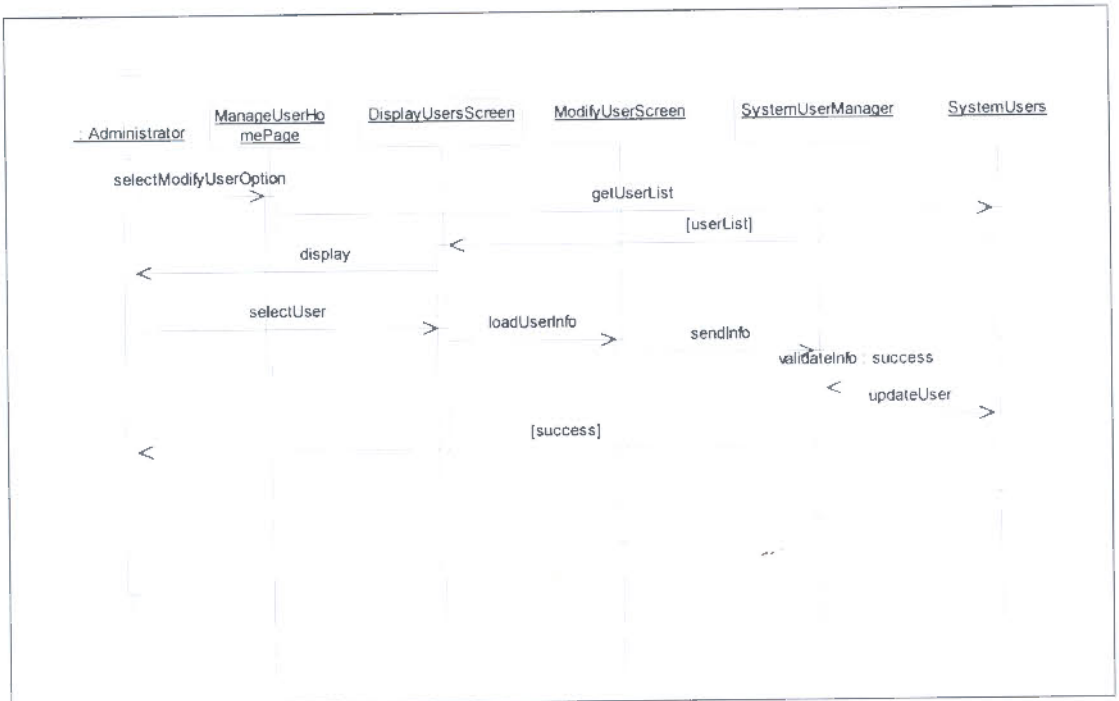 : Administrator
ManageUserHo
mePage
DisplayUsersScreen
ModifyUserScreen
SystemUserManager
SystemUsers
selectModifyUserOption
getUserList
[userList]
display
selectUser
loadUserInfo
sendInfo
validateInfo : success
updateUser
[success]